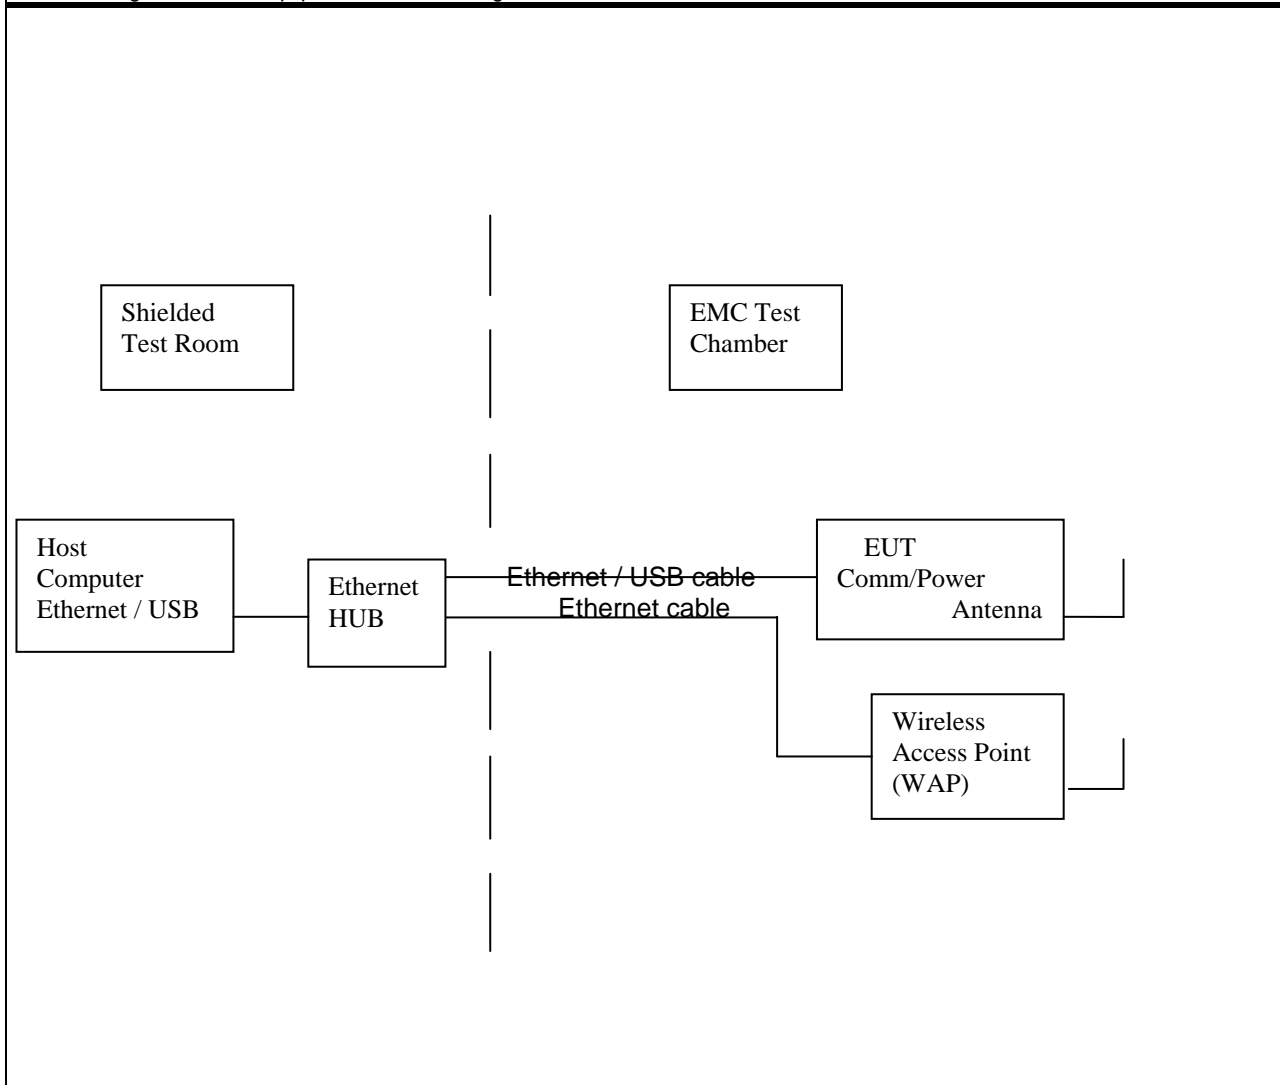 Shielded
Test Room
EMC Test
Chamber
Host
Computer
Ethernet / USB
Ethernet
HUB
Ethernet / USB cable
Ethernet cable
EUT
Comm/Power
Antenna
Wireless
Access Point
(WAP)